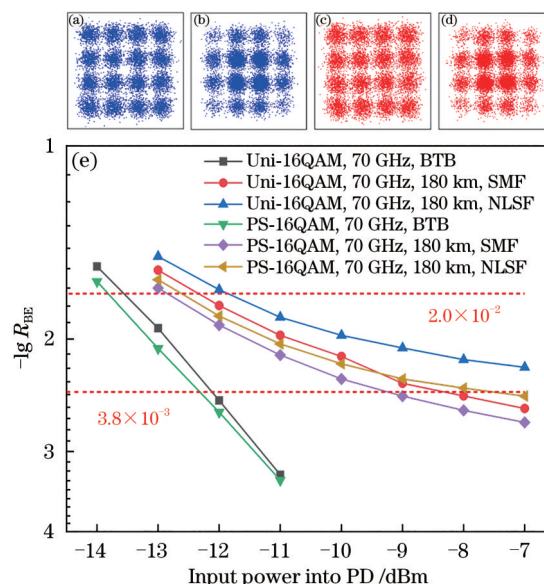 (a) (b) (c) (d)
(e)
Uni-16QAM, 70 GHz, BTB
Uni-16QAM, 70 GHz, 180 km, SMF
Uni-16QAM, 70 GHz, 180 km, NLSF
PS-16QAM, 70 GHz, BTB
PS-16QAM, 70 GHz, 180 km, SMF
PS-16QAM, 70 GHz, 180 km, NLSF
2.0×10⁻²
3.8×10⁻³
1
2
3
4
−lg R_BE
−14 −13 −12 −11 −10 −9 −8 −7
Input power into PD /dBm